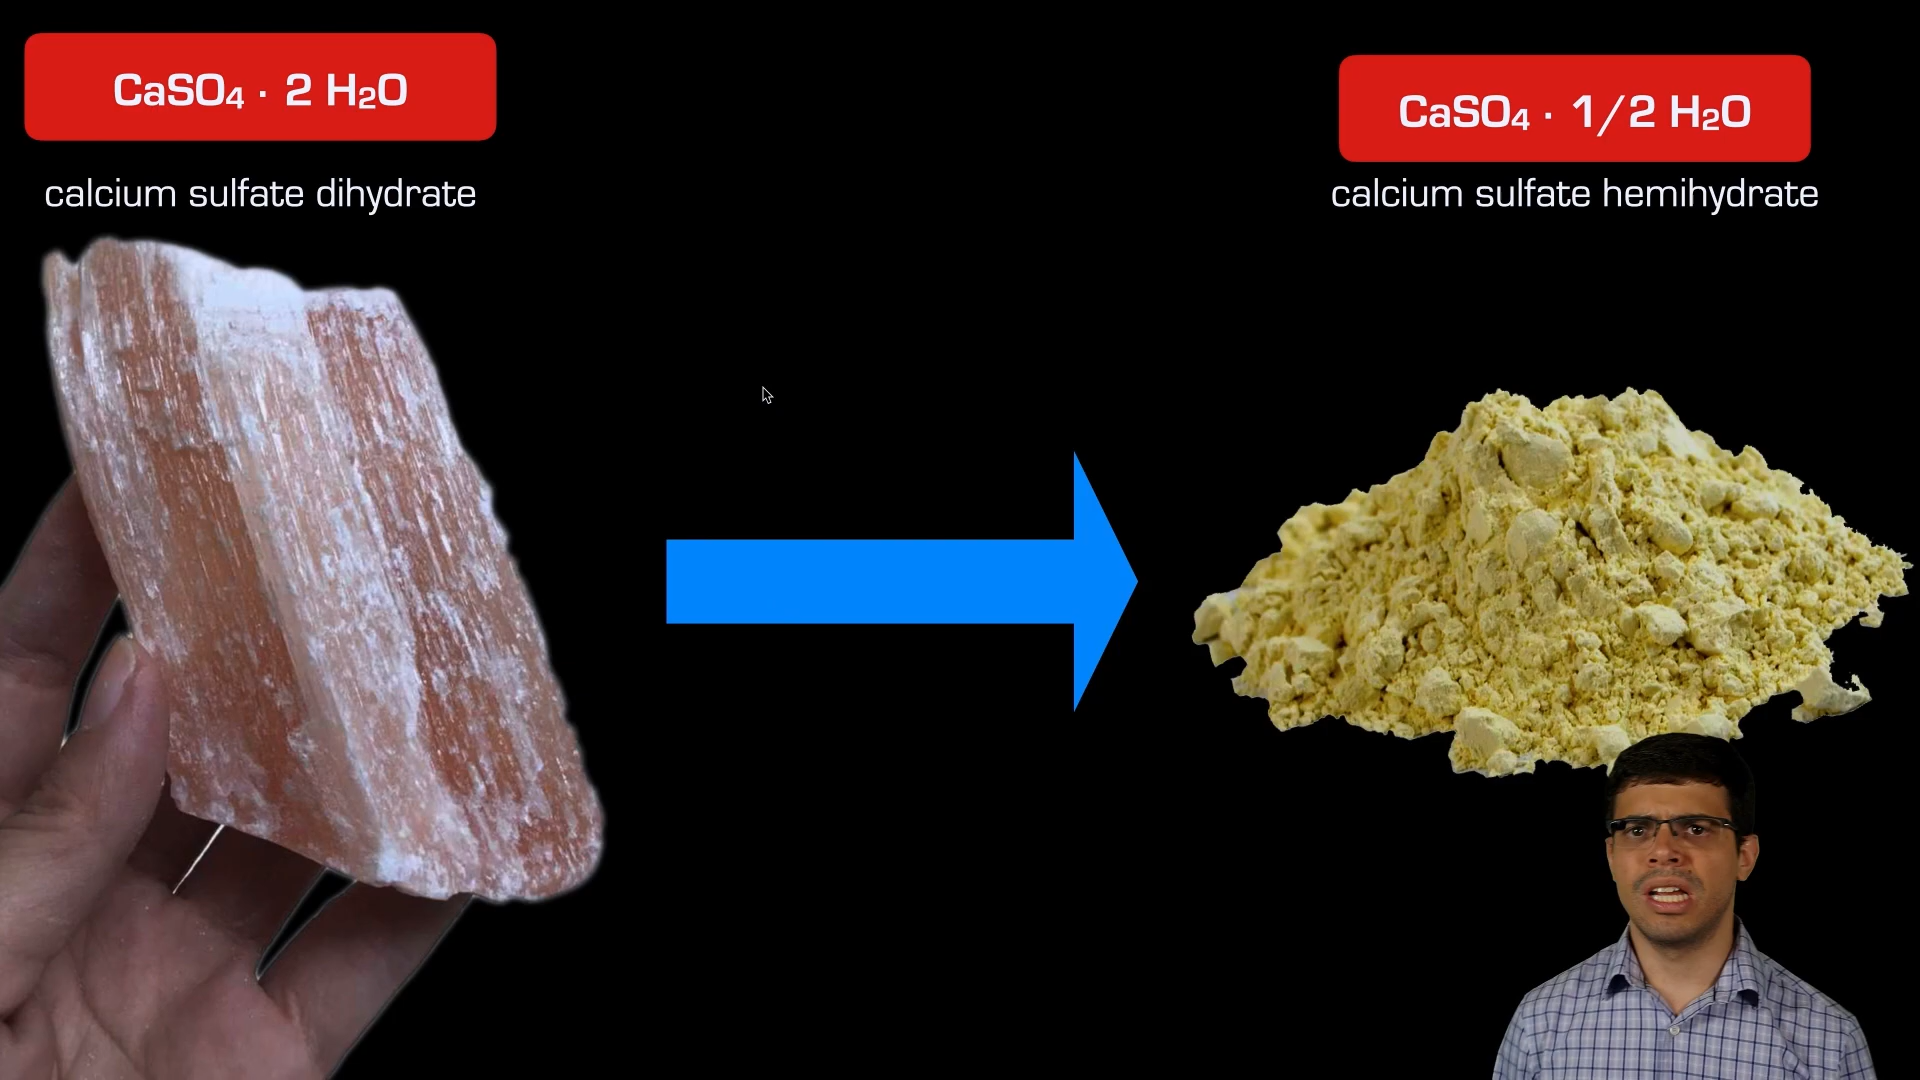 CaSO₄ · 2 H₂O
calcium sulfate dihydrate
CaSO₄ · 1/2 H₂O
calcium sulfate hemihydrate